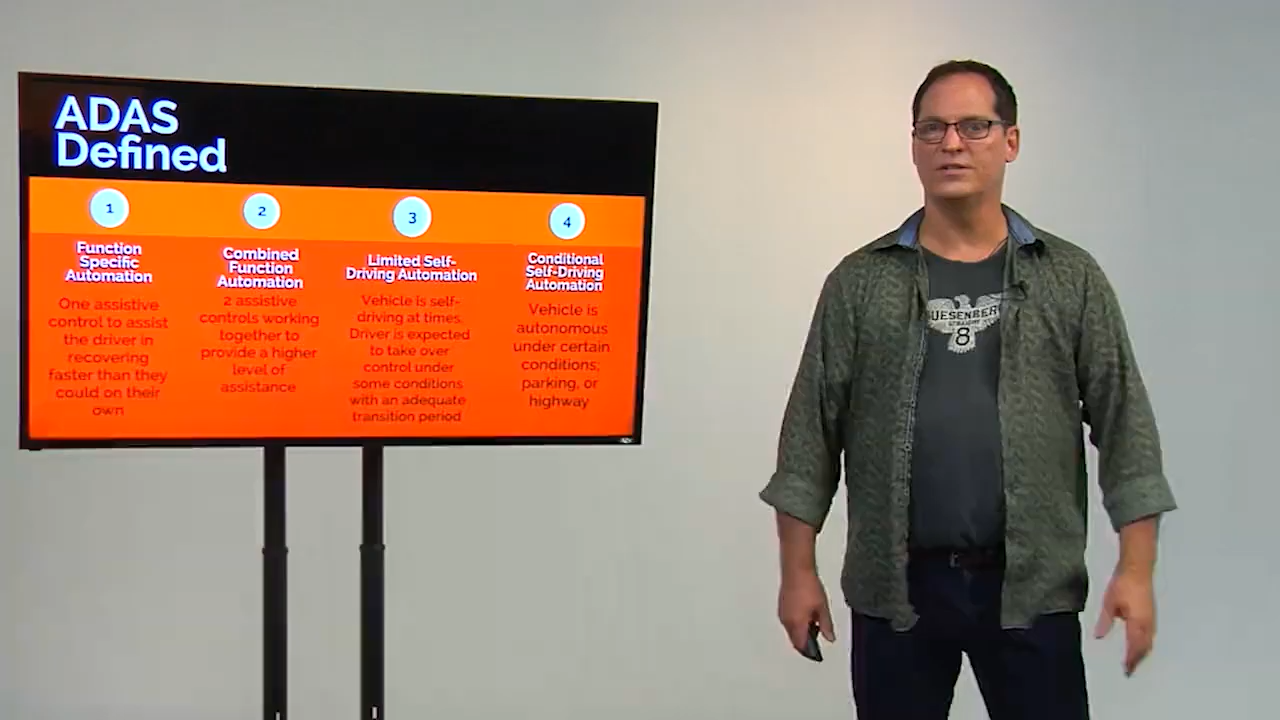 ADAS
Defined
1
Function
Specific
Automation
One assistive
control to assist
the driver in
recovering
faster than they
could on their
own
2
Combined
Function
Automation
2 assistive
controls working
together to
provide a higher
level of
assistance
3
Limited Self-
Driving Automation
Vehicle is self-
driving at times.
Driver is expected
to take over
control under
some conditions
with an adequate
transition period
4
Conditional
Self-Driving
Automation
Vehicle is
autonomous
under certain
conditions;
parking, or
highway
UESENBER
STRAIGHT
8